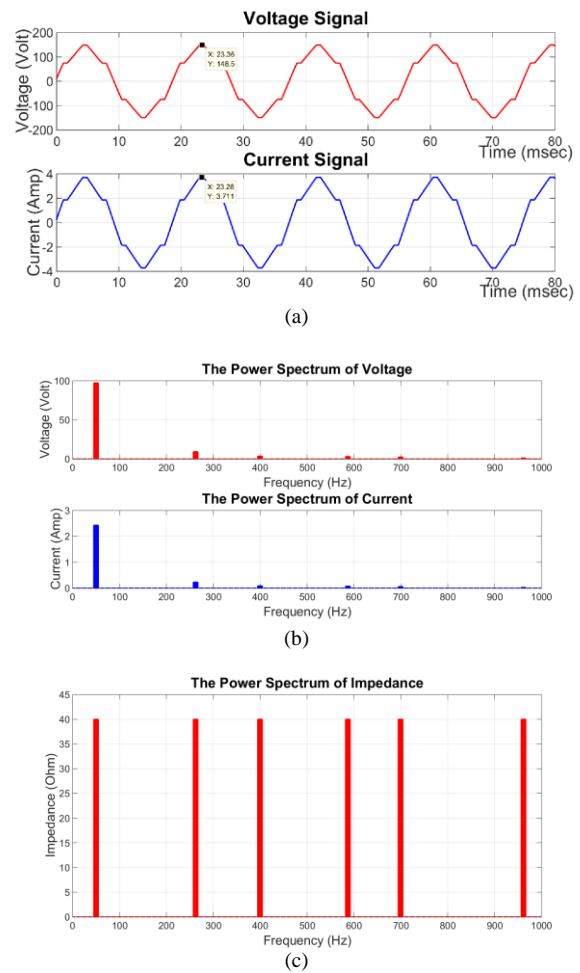 Voltage Signal
Voltage (Volt)
200
100
0
-100
-200
X: 23.36
Y: 148.5
0 10 20 30 40 50 60 70 80
Time (msec)
Current Signal
Current (Amp)
4
2
0
-2
-4
X: 23.28
Y: 3.711
0 10 20 30 40 50 60 70 80
Time (msec)
(a)
The Power Spectrum of Voltage
Voltage (Volt)
100
50
0
0 100 200 300 400 500 600 700 800 900 1000
Frequency (Hz)
The Power Spectrum of Current
Current (Amp)
3
2
1
0
0 100 200 300 400 500 600 700 800 900 1000
Frequency (Hz)
(b)
The Power Spectrum of Impedance
Impedance (Ohm)
45
40
35
30
25
20
15
10
5
0
0 100 200 300 400 500 600 700 800 900 1000
Frequency (Hz)
(c)